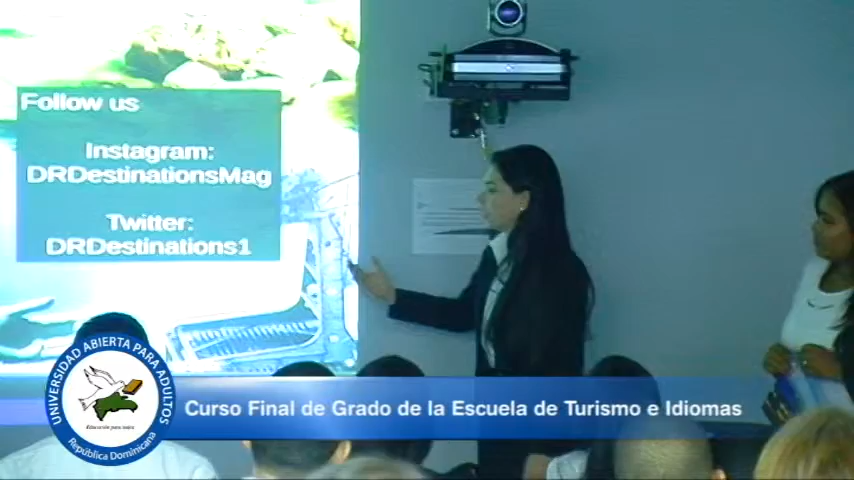 Follow us
Instagram:
DRDestinationsMag
Twitter:
DRDestinations1
UNIVERSIDAD ABIERTA PARA ADULTOS
Educación para todos
República Dominicana
Curso Final de Grado de la Escuela de Turismo e Idiomas